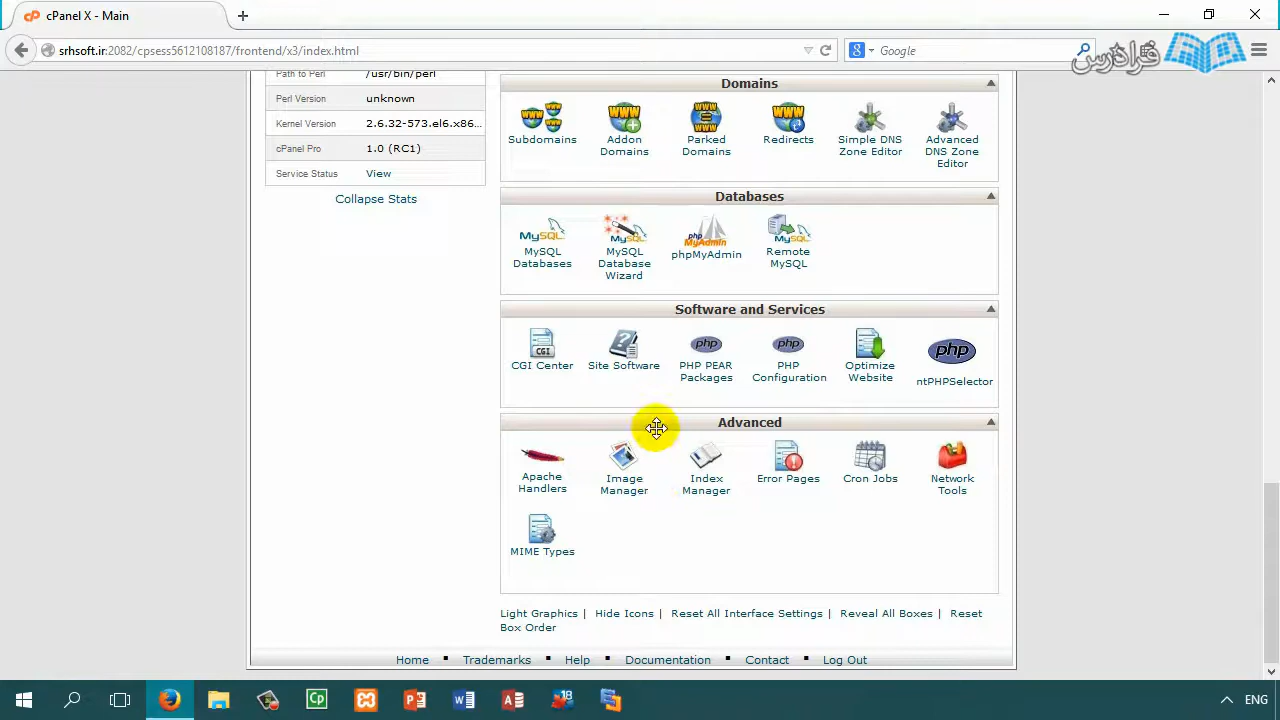 cPanel X - Main
srhsoft.ir:2082/cpsess5612108187/frontend/x3/index.html
Google
فرادرس
Path to Perl /usr/bin/perl
Perl Version unknown
Kernel Version 2.6.32-573.el6.x86...
cPanel Pro 1.0 (RC1)
Service Status View
Collapse Stats
Domains
Subdomains
Addon
Domains
Parked
Domains
Redirects
Simple DNS
Zone Editor
Advanced
DNS Zone
Editor
Databases
MySQL
Databases
MySQL
Database
Wizard
phpMyAdmin
Remote
MySQL
Software and Services
CGI Center
Site Software
PHP PEAR
Packages
PHP
Configuration
Optimize
Website
ntPHPSelector
Advanced
Apache
Handlers
Image
Manager
Index
Manager
Error Pages
Cron Jobs
Network
Tools
MIME Types
Light Graphics | Hide Icons | Reset All Interface Settings | Reveal All Boxes | Reset
Box Order
Home ▪ Trademarks ▪ Help ▪ Documentation ▪ Contact ▪ Log Out
ENG